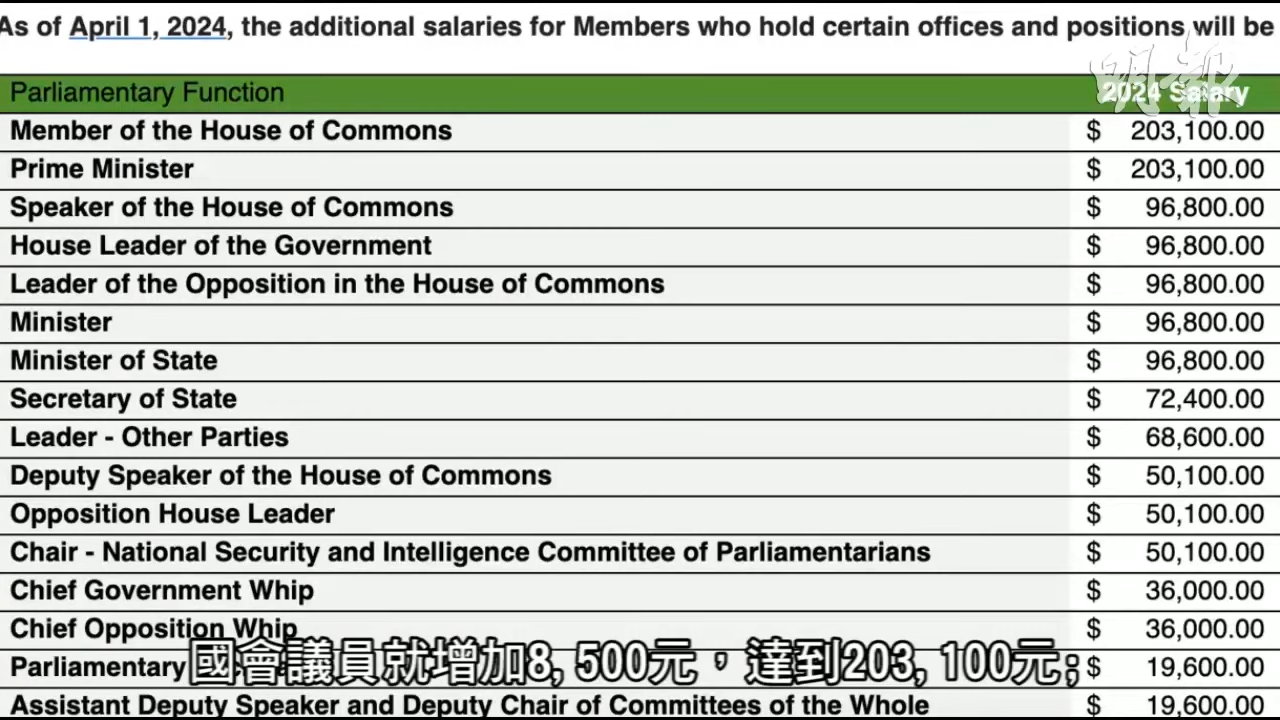 As of April 1, 2024, the additional salaries for Members who hold certain offices and positions will be
明報
Parliamentary Function 2024 Salary
Member of the House of Commons $ 203,100.00
Prime Minister $ 203,100.00
Speaker of the House of Commons $ 96,800.00
House Leader of the Government $ 96,800.00
Leader of the Opposition in the House of Commons $ 96,800.00
Minister $ 96,800.00
Minister of State $ 96,800.00
Secretary of State $ 72,400.00
Leader - Other Parties $ 68,600.00
Deputy Speaker of the House of Commons $ 50,100.00
Opposition House Leader $ 50,100.00
Chair - National Security and Intelligence Committee of Parliamentarians $ 50,100.00
Chief Government Whip $ 36,000.00
Chief Opposition Whip $ 36,000.00
Parliamentary $ 19,600.00
國會議員就增加8,500元，達到203,100元;
Assistant Deputy Speaker and Deputy Chair of Committees of the Whole $ 19,600.00